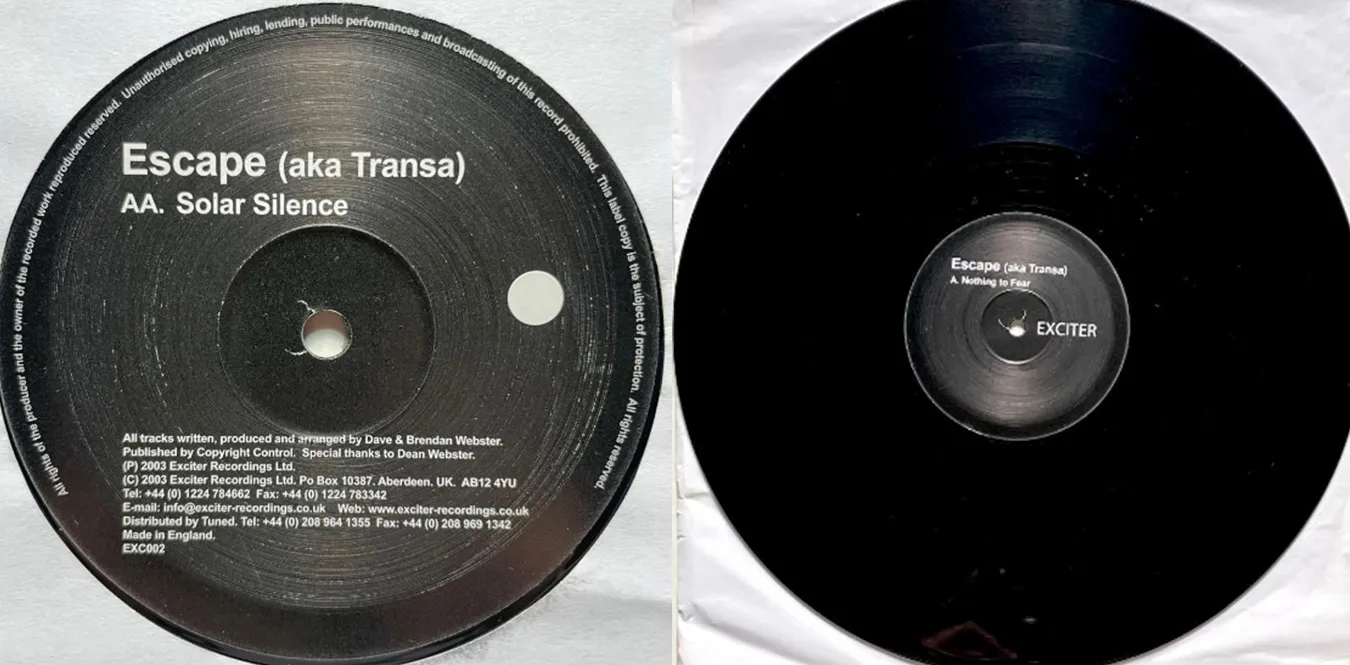 All rights of the producer and the owner of the recorded work reproduced reserved. Unauthorised copying, hiring, lending, public performances and broadcasting of this record prohibited. This label copy is the subject of protection. All rights reserved.
Escape (aka Transa)
AA. Solar Silence
All tracks written, produced and arranged by Dave & Brendan Webster.
Published by Copyright Control. Special thanks to Dean Webster.
(P) 2003 Exciter Recordings Ltd.
(C) 2003 Exciter Recordings Ltd. Po Box 10387. Aberdeen. UK. AB12 4YU
Tel: +44 (0) 1224 784662 Fax: +44 (0) 1224 783342
E-mail: info@exciter-recordings.co.uk Web: www.exciter-recordings.co.uk
Distributed by Tuned. Tel: +44 (0) 208 964 1355 Fax: +44 (0) 208 969 1342
Made in England.
EXC002
Escape (aka Transa)
A. Nothing to Fear
EXCITER